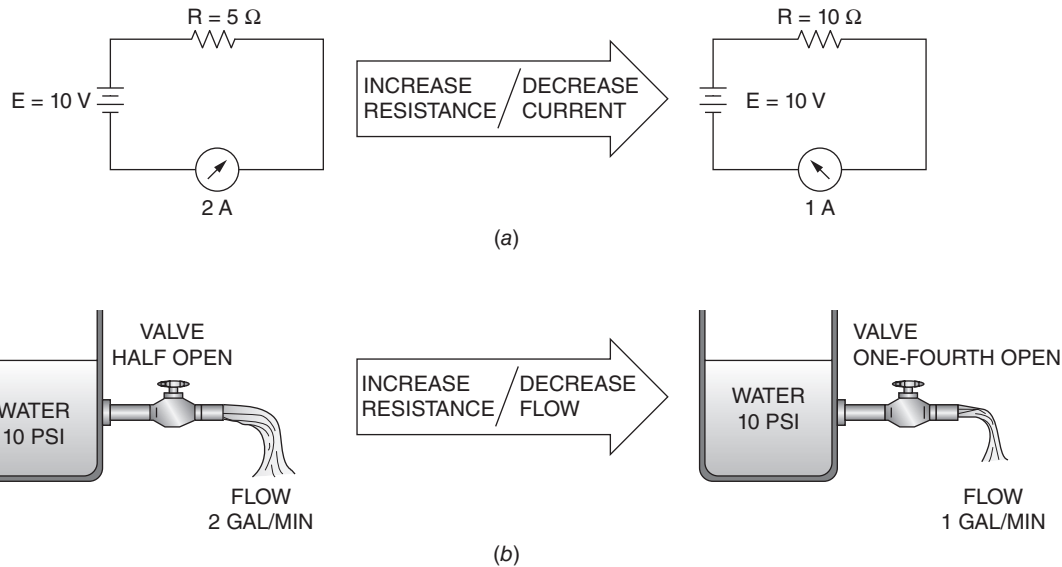 R = 5 Ω
E = 10 V
2 A
INCREASE
RESISTANCE / DECREASE
CURRENT
R = 10 Ω
E = 10 V
1 A
(a)
VALVE
HALF OPEN
WATER
10 PSI
FLOW
2 GAL/MIN
INCREASE
RESISTANCE / DECREASE
FLOW
VALVE
ONE-FOURTH OPEN
WATER
10 PSI
FLOW
1 GAL/MIN
(b)